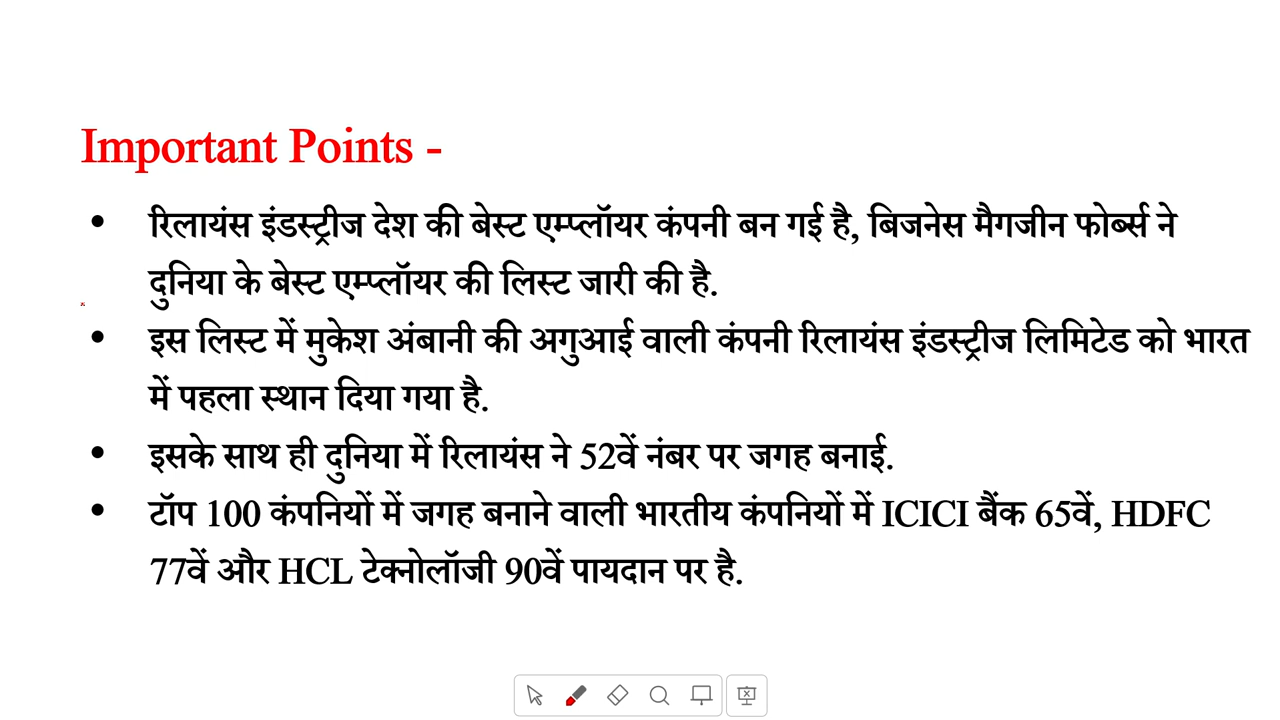 Important Points -
• रिलायंस इंडस्ट्रीज देश की बेस्ट एम्प्लॉयर कंपनी बन गई है, बिजनेस मैगजीन फोर्ब्स ने
दुनिया के बेस्ट एम्प्लॉयर की लिस्ट जारी की है.
• इस लिस्ट में मुकेश अंबानी की अगुआई वाली कंपनी रिलायंस इंडस्ट्रीज लिमिटेड को भारत
में पहला स्थान दिया गया है.
• इसके साथ ही दुनिया में रिलायंस ने 52वें नंबर पर जगह बनाई.
• टॉप 100 कंपनियों में जगह बनाने वाली भारतीय कंपनियों में ICICI बैंक 65वें, HDFC
77वें और HCL टेक्नोलॉजी 90वें पायदान पर है.